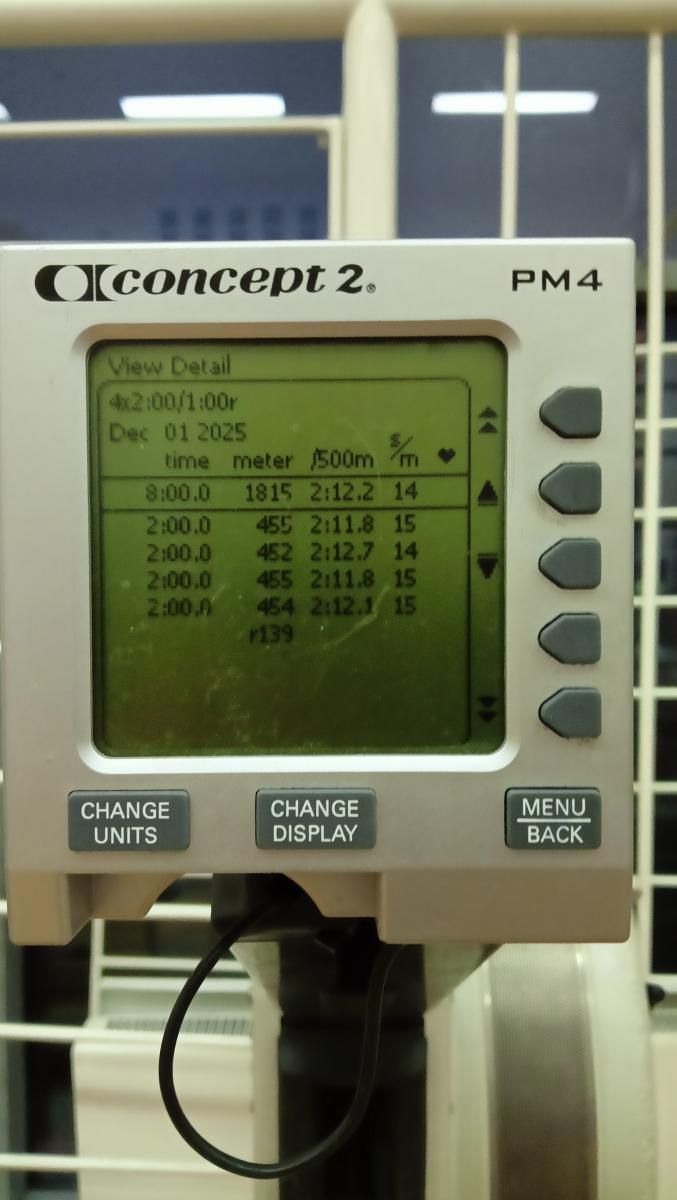 concept 2®
PM4
View Detail
4x2:00/1:00r
Dec 01 2025
time meter /500m s/m ♥
8:00.0 1815 2:12.2 14
2:00.0 455 2:11.8 15
2:00.0 452 2:12.7 14
2:00.0 455 2:11.8 15
2:00.0 454 2:12.1 15
r139
CHANGE
UNITS
CHANGE
DISPLAY
MENU
BACK